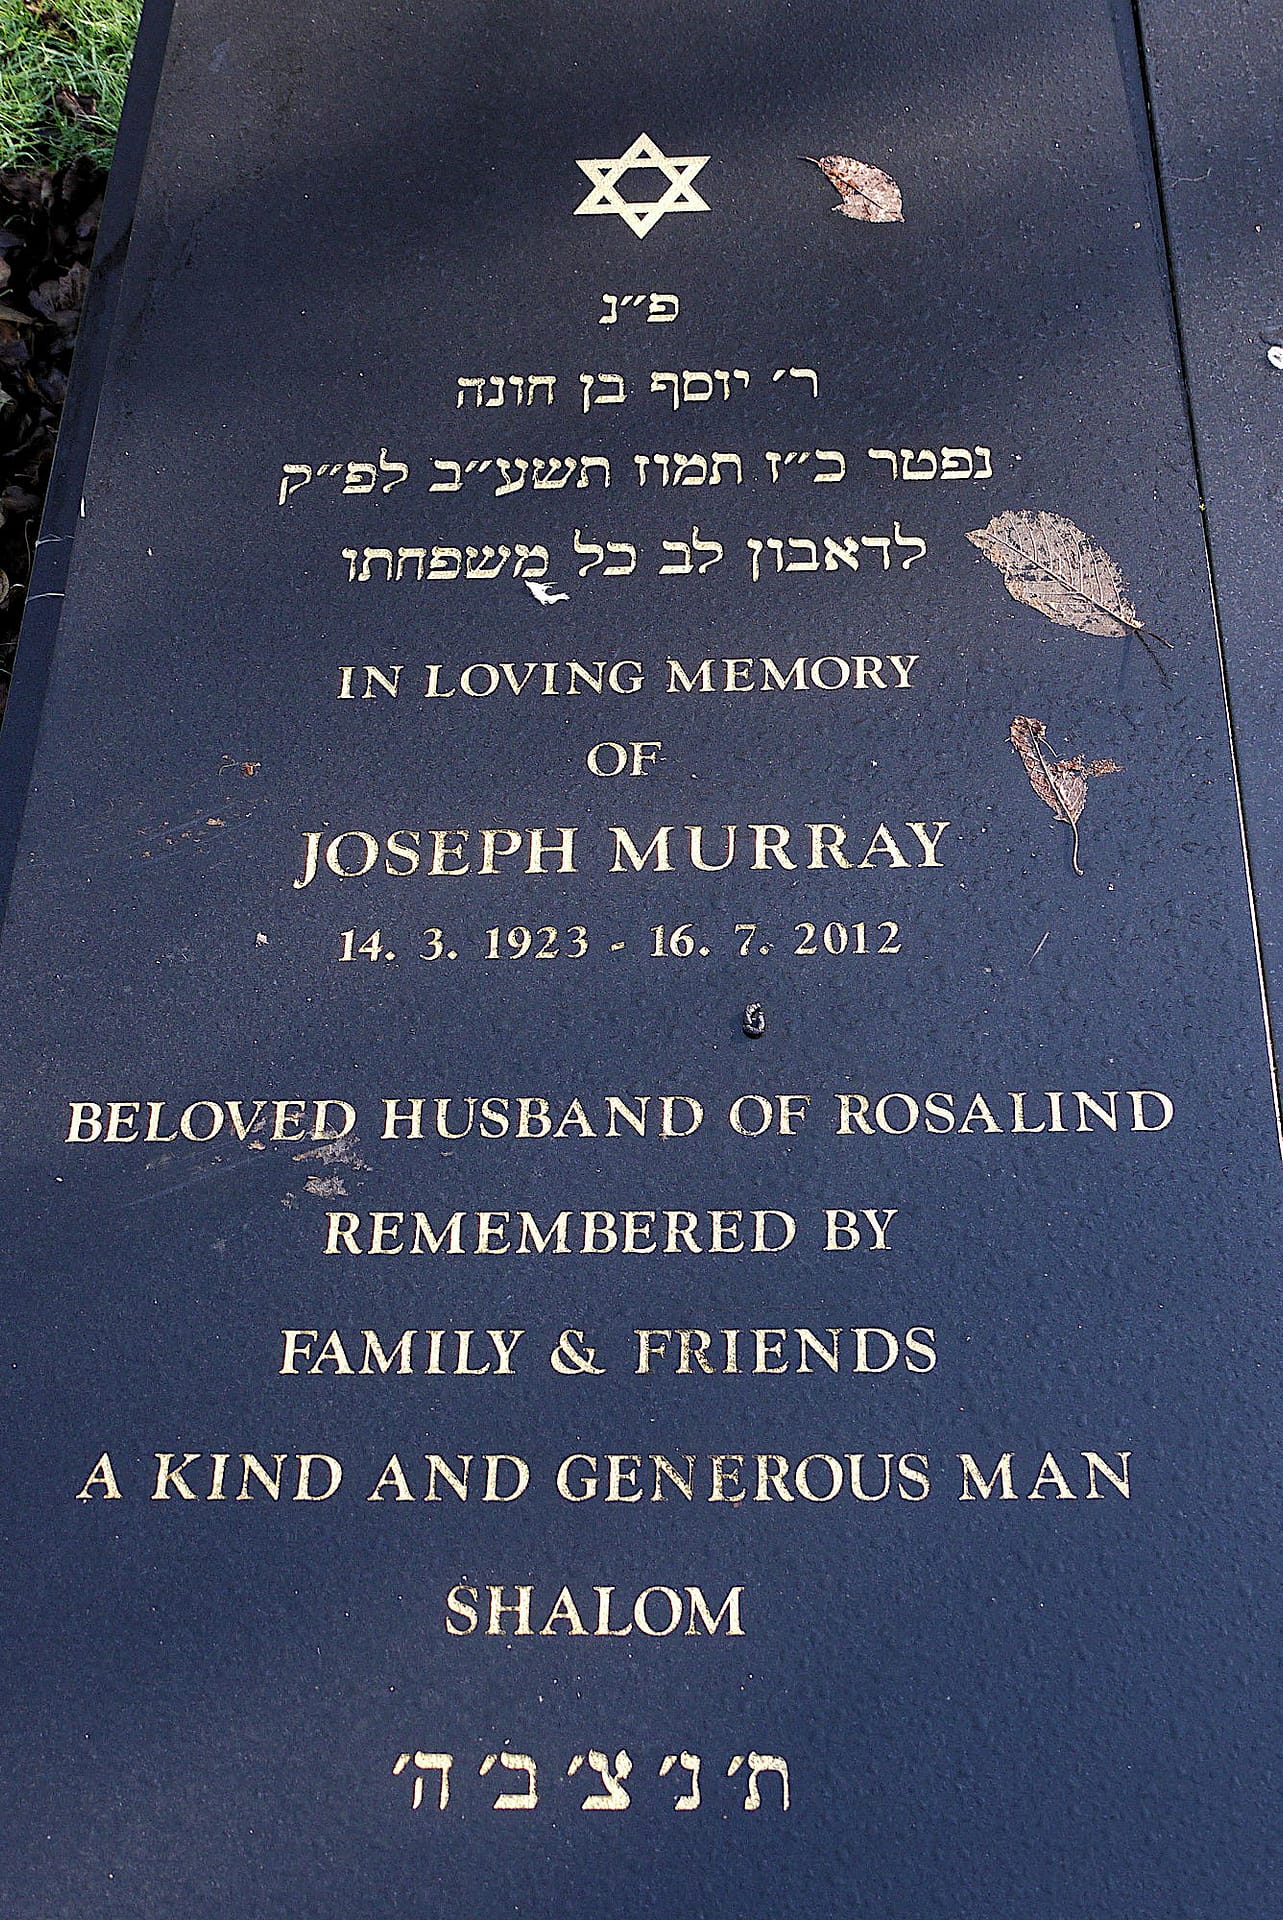 פ״נ
ר׳ יוסף בן חונה
נפטר כ״ז תמוז תשע״ב לפ״ק
לדאבון לב כל משפחתו
IN LOVING MEMORY
OF
JOSEPH MURRAY
14. 3. 1923 - 16. 7. 2012
BELOVED HUSBAND OF ROSALIND
REMEMBERED BY
FAMILY & FRIENDS
A KIND AND GENEROUS MAN
SHALOM
ת׳ נ׳ צ׳ ב׳ ה׳